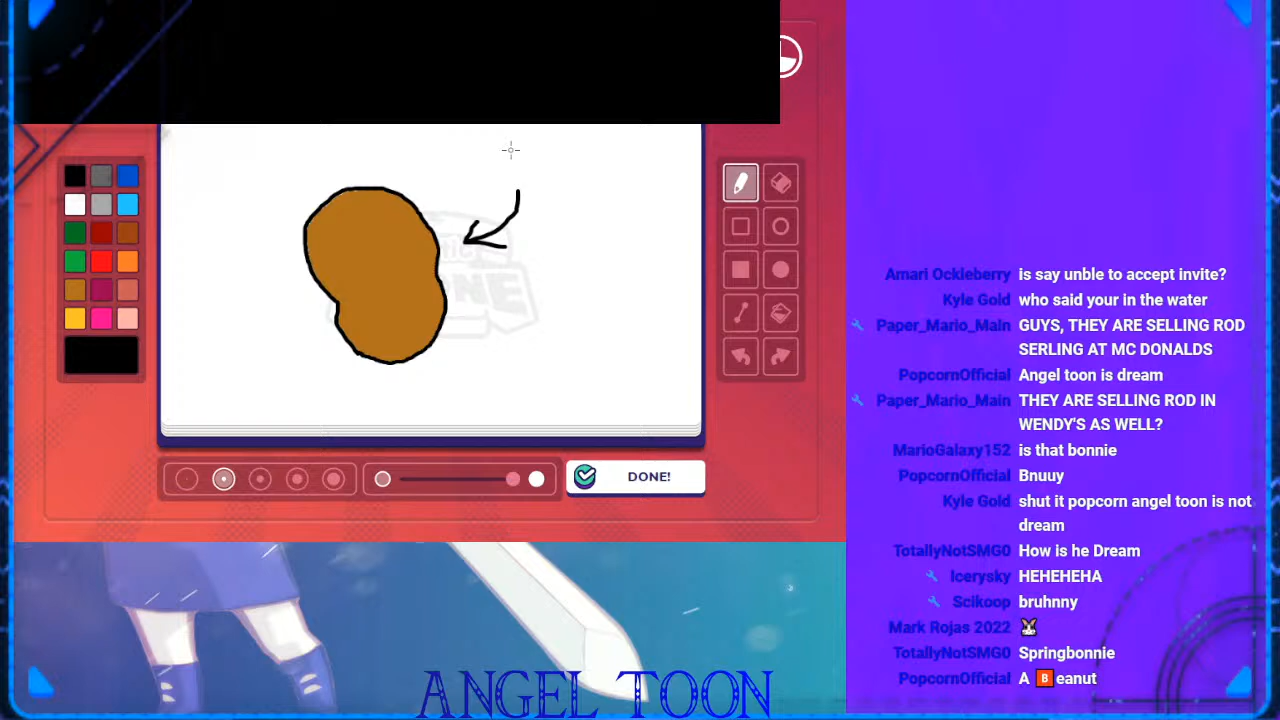 DONE!
Amari Ockleberry is say unble to accept invite?
Kyle Gold who said your in the water
Paper_Mario_Main GUYS, THEY ARE SELLING ROD
SERLING AT MC DONALDS
PopcornOfficial Angel toon is dream
Paper_Mario_Main THEY ARE SELLING ROD IN
WENDY'S AS WELL?
MarioGalaxy152 is that bonnie
PopcornOfficial Bnuuy
Kyle Gold shut it popcorn angel toon is not
dream
TotallyNotSMG0 How is he Dream
Icerysky HEHEHEHA
Scikoop bruhnny
Mark Rojas 2022
TotallyNotSMG0 Springbonnie
PopcornOfficial A 🅱eanut
ANGEL TOON